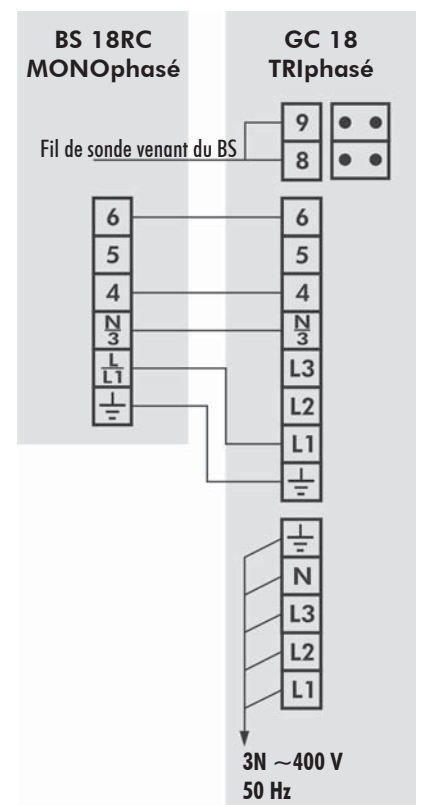 BS 18RC
MONOphasé
GC 18
TRIphasé
Fil de sonde venant du BS
9
8
6
5
4
N
3
L
L1
6
5
4
N
3
L3
L2
L1
N
L3
L2
L1
3N ~400 V
50 Hz